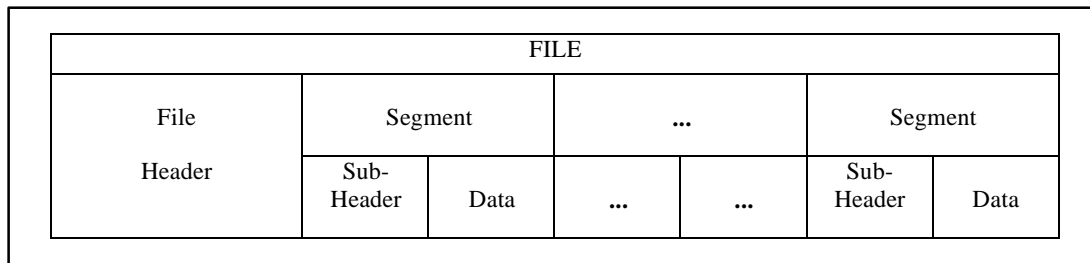 FILE
File
Header
Segment
...
Segment
Sub-
Header
Data
...
...
Sub-
Header
Data